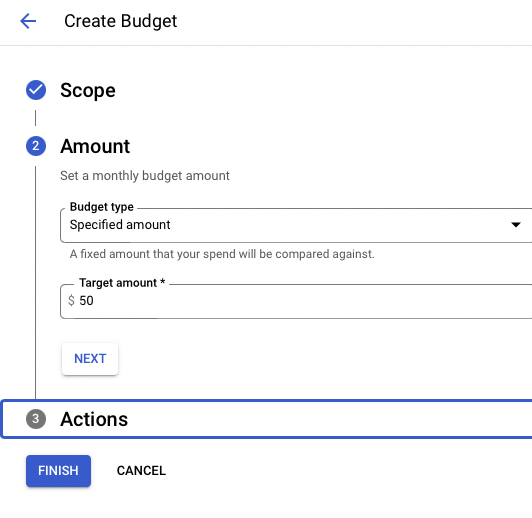 Create Budget
Scope
2 Amount
Set a monthly budget amount
Budget type
Specified amount
A fixed amount that your spend will be compared against.
Target amount *
$ 50
NEXT
3 Actions
FINISH CANCEL